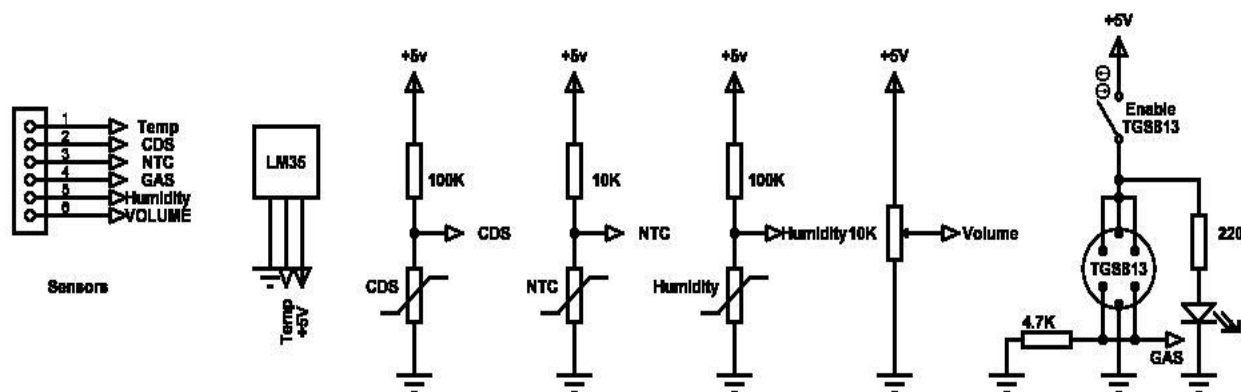 1 Temp
2 CDS
3 NTC
4 GAS
5 Humidity
6 VOLUME
Sensors
LM35
Temp
+5V
+5v
100K
CDS
CDS
+5v
10K
NTC
NTC
+5v
100K
Humidity
Humidity
+5V
10K
Volume
+5V
Enable
TGS813
TGS813
220
4.7K
GAS